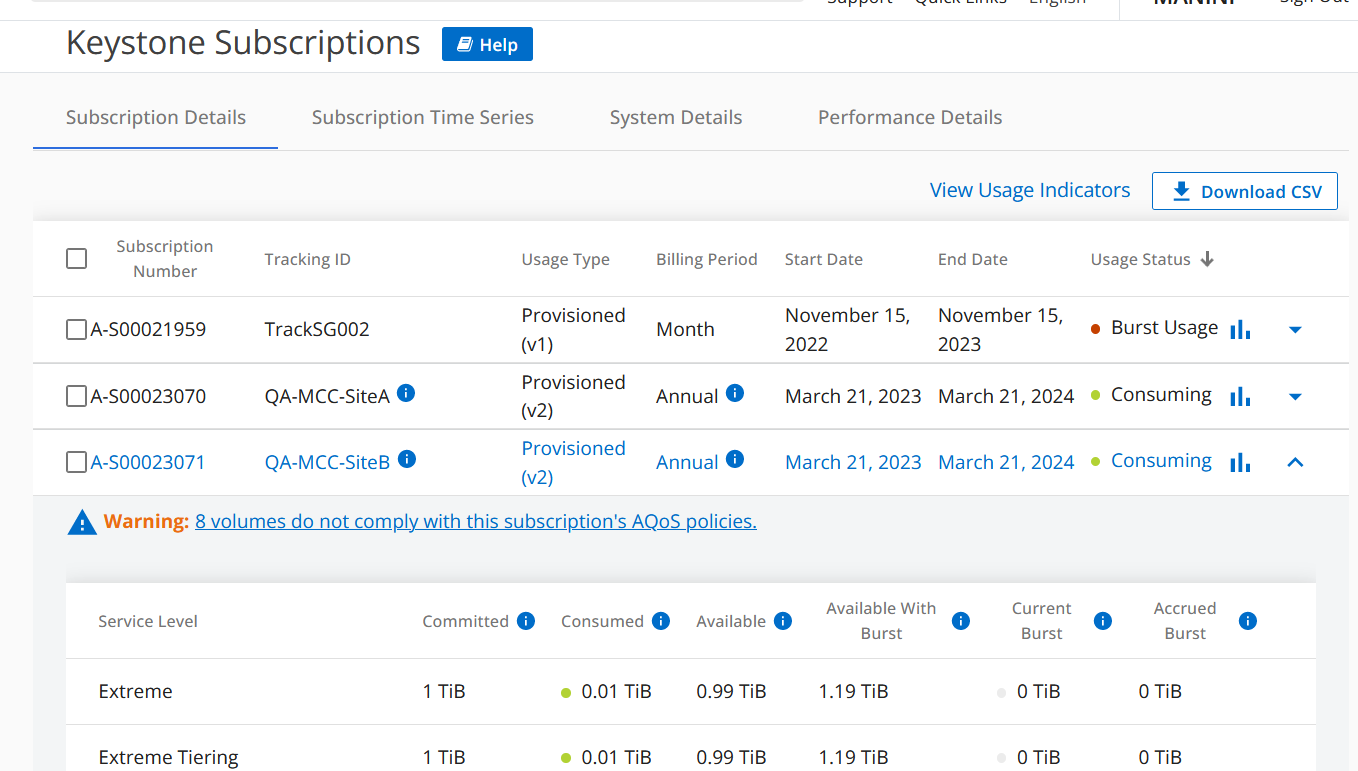 Support Quick Links English MANINI Sign Out
Keystone Subscriptions Help
Subscription Details Subscription Time Series System Details Performance Details
View Usage Indicators Download CSV
Subscription Number Tracking ID Usage Type Billing Period Start Date End Date Usage Status
A-S00021959 TrackSG002 Provisioned (v1) Month November 15, 2022 November 15, 2023 Burst Usage
A-S00023070 QA-MCC-SiteA Provisioned (v2) Annual March 21, 2023 March 21, 2024 Consuming
A-S00023071 QA-MCC-SiteB Provisioned (v2) Annual March 21, 2023 March 21, 2024 Consuming
Warning: 8 volumes do not comply with this subscription's AQoS policies.
Service Level Committed Consumed Available Available With Burst Current Burst Accrued Burst
Extreme 1 TiB 0.01 TiB 0.99 TiB 1.19 TiB 0 TiB 0 TiB
Extreme Tiering 1 TiB 0.01 TiB 0.99 TiB 1.19 TiB 0 TiB 0 TiB